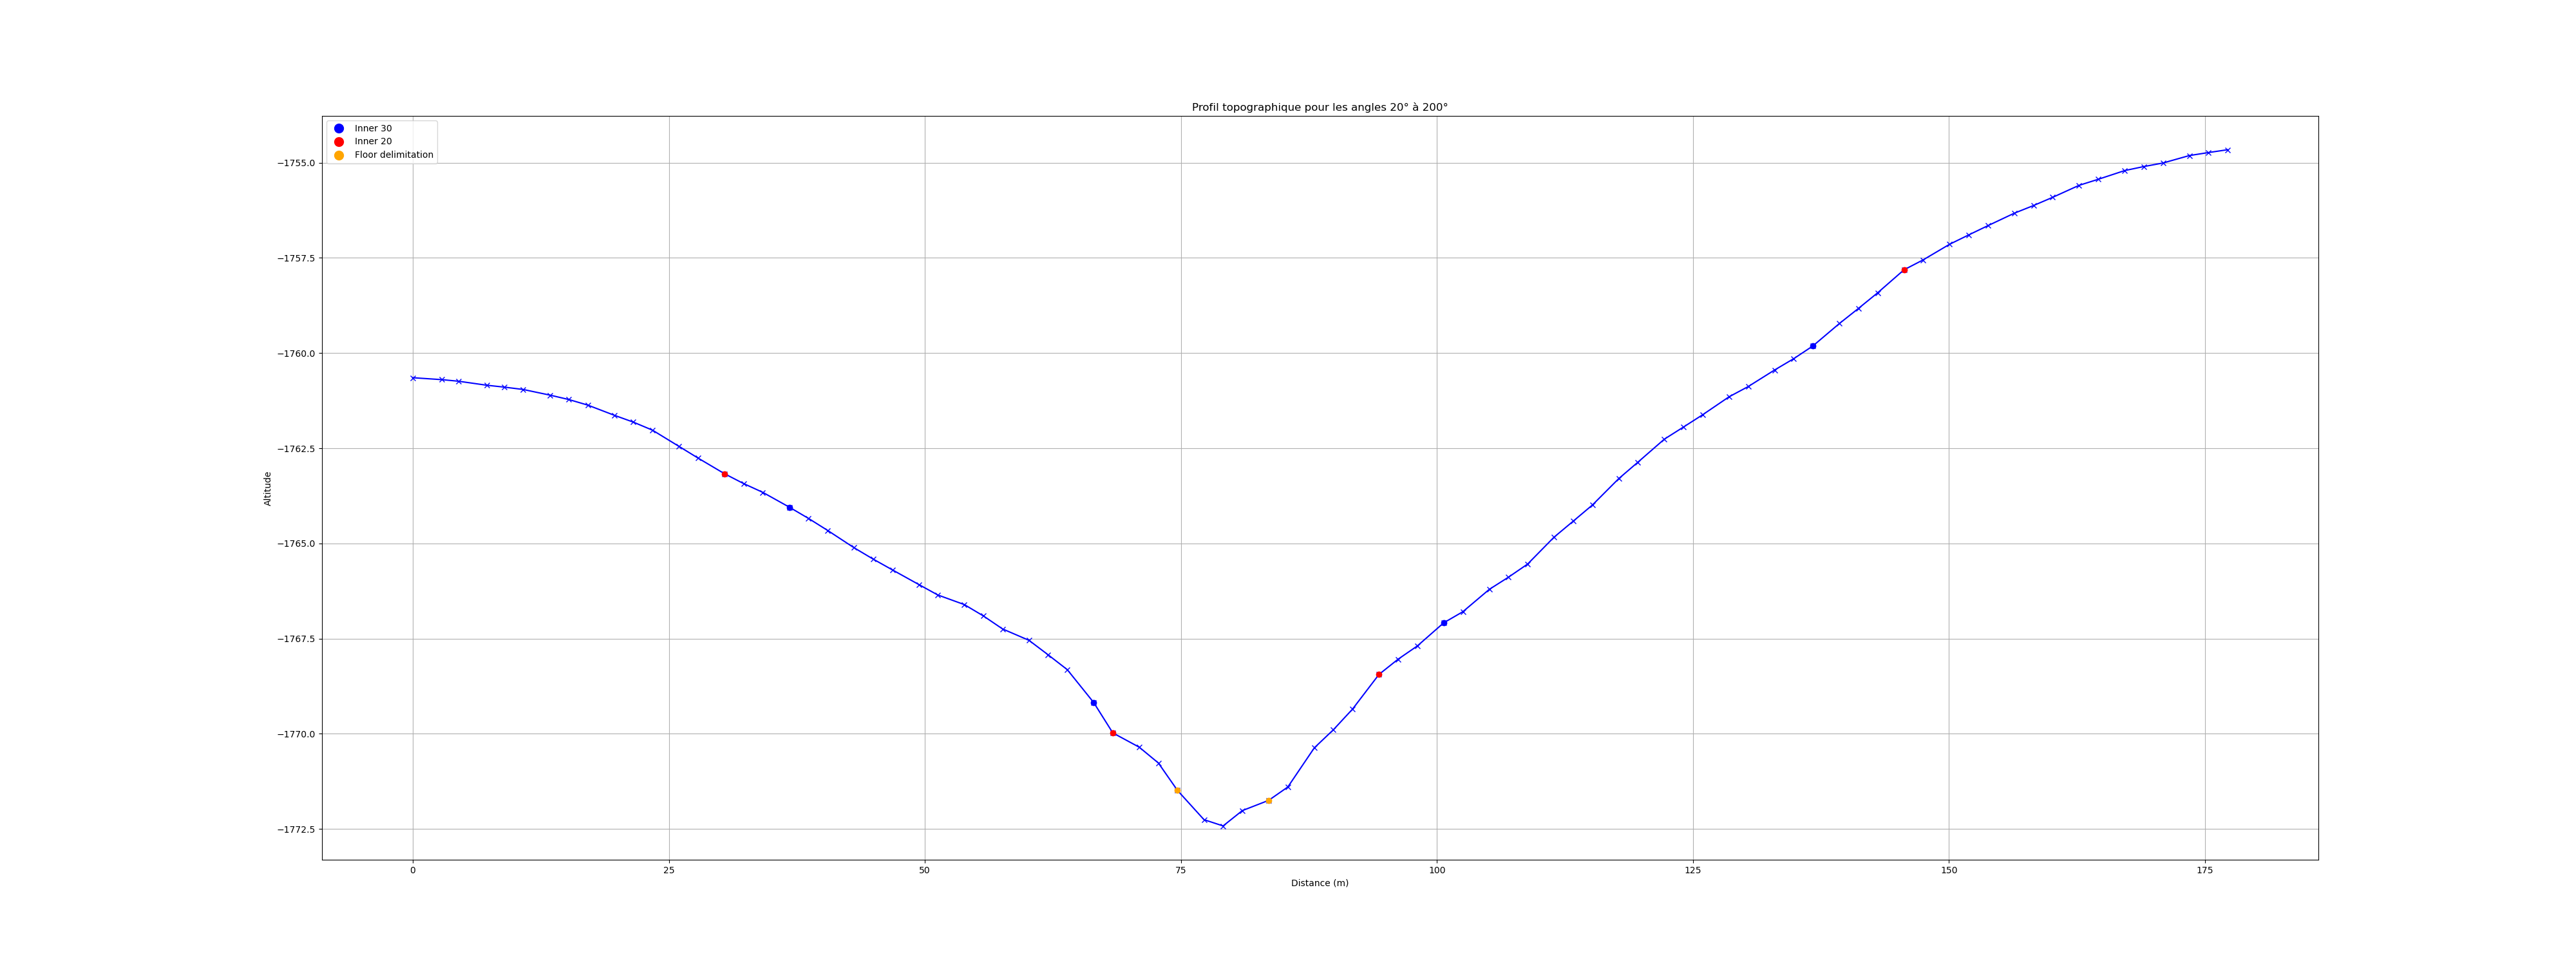 Profil topographique pour les angles 20° à 200°
Inner 30
Inner 20
Floor delimitation
−1755.0
−1757.5
−1760.0
−1762.5
−1765.0
−1767.5
−1770.0
−1772.5
Altitude
0 25 50 75 100 125 150 175
Distance (m)